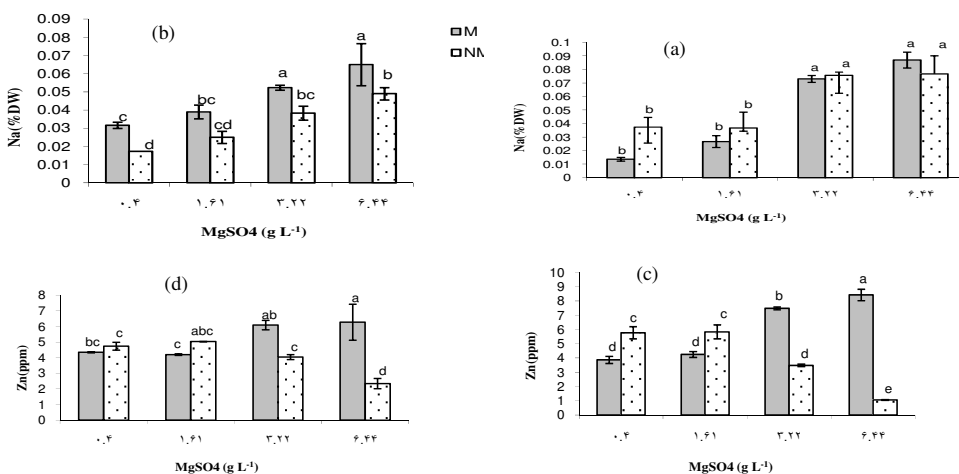 (b)
0.09
0.08
0.07
0.06
0.05
0.04
0.03
0.02
0.01
0
Na(%DW)
c d bc cd a bc a b
۰.۴ ۱.۶۱ ۳.۲۲ ۶.۴۴
MgSO4 (g L-1)
M
NM
(a)
0.1
0.09
0.08
0.07
0.06
0.05
0.04
0.03
0.02
0.01
0
Na(%DW)
b b b b a a a a
۰.۴ ۱.۶۱ ۳.۲۲ ۶.۴۴
MgSO4 (g L-1)
(d)
8
7
6
5
4
3
2
1
0
Zn(ppm)
bc c c abc ab c a d
۰.۴ ۱.۶۱ ۳.۲۲ ۶.۴۴
MgSO4 (g L-1)
(c)
10
9
8
7
6
5
4
3
2
1
0
Zn(ppm)
d c d c b d a e
۰.۴ ۱.۶۱ ۳.۲۲ ۶.۴۴
MgSO4 (g L-1)